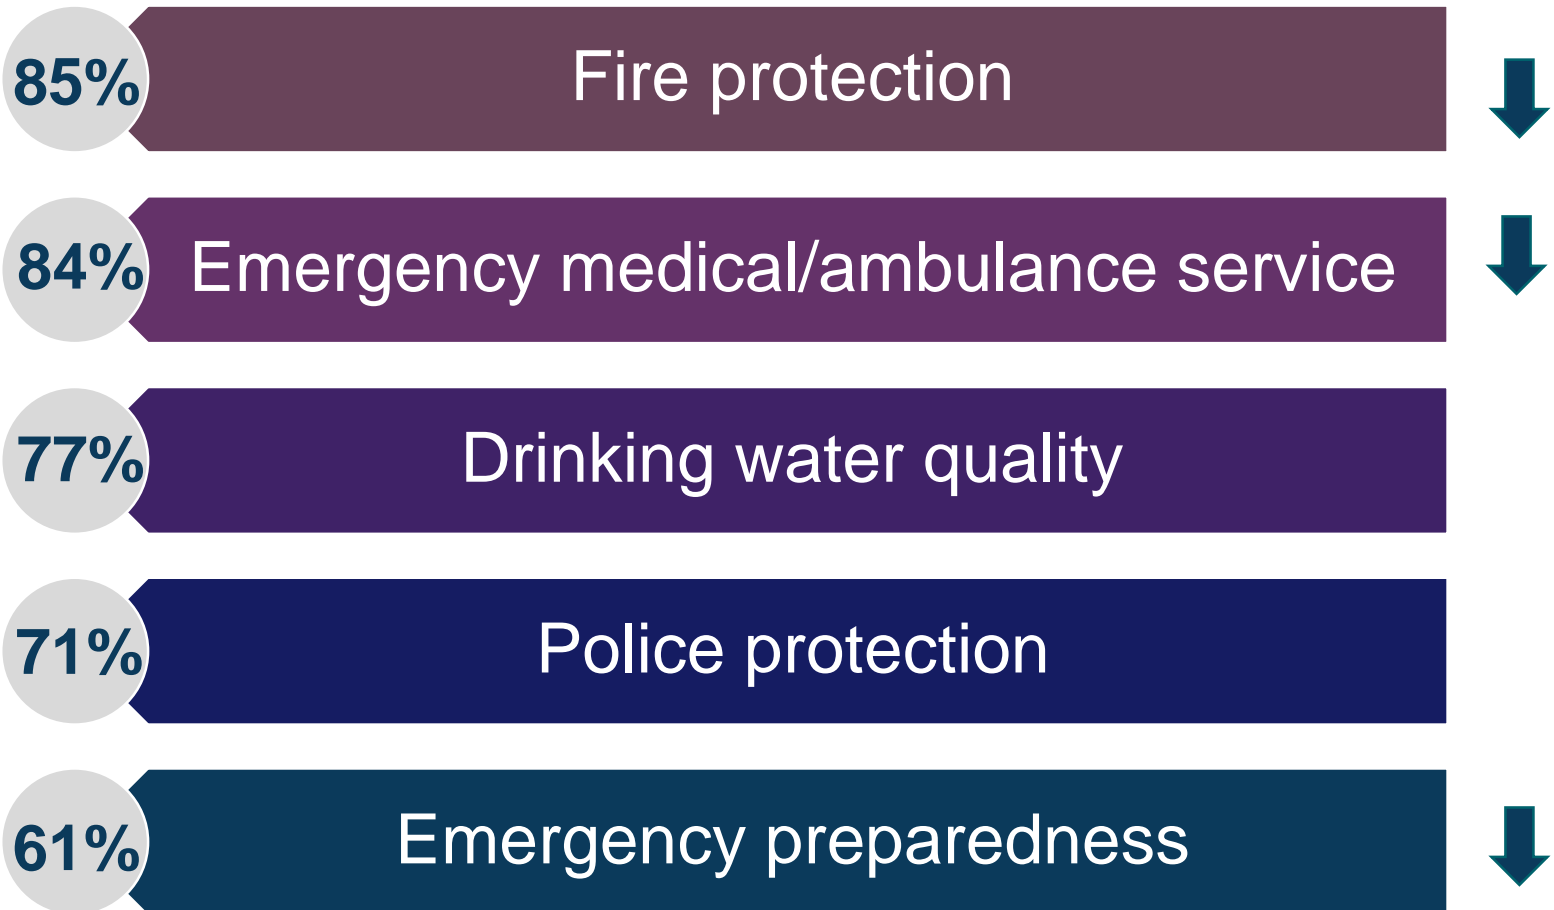 85% Fire protection
84% Emergency medical/ambulance service
77% Drinking water quality
71% Police protection
61% Emergency preparedness